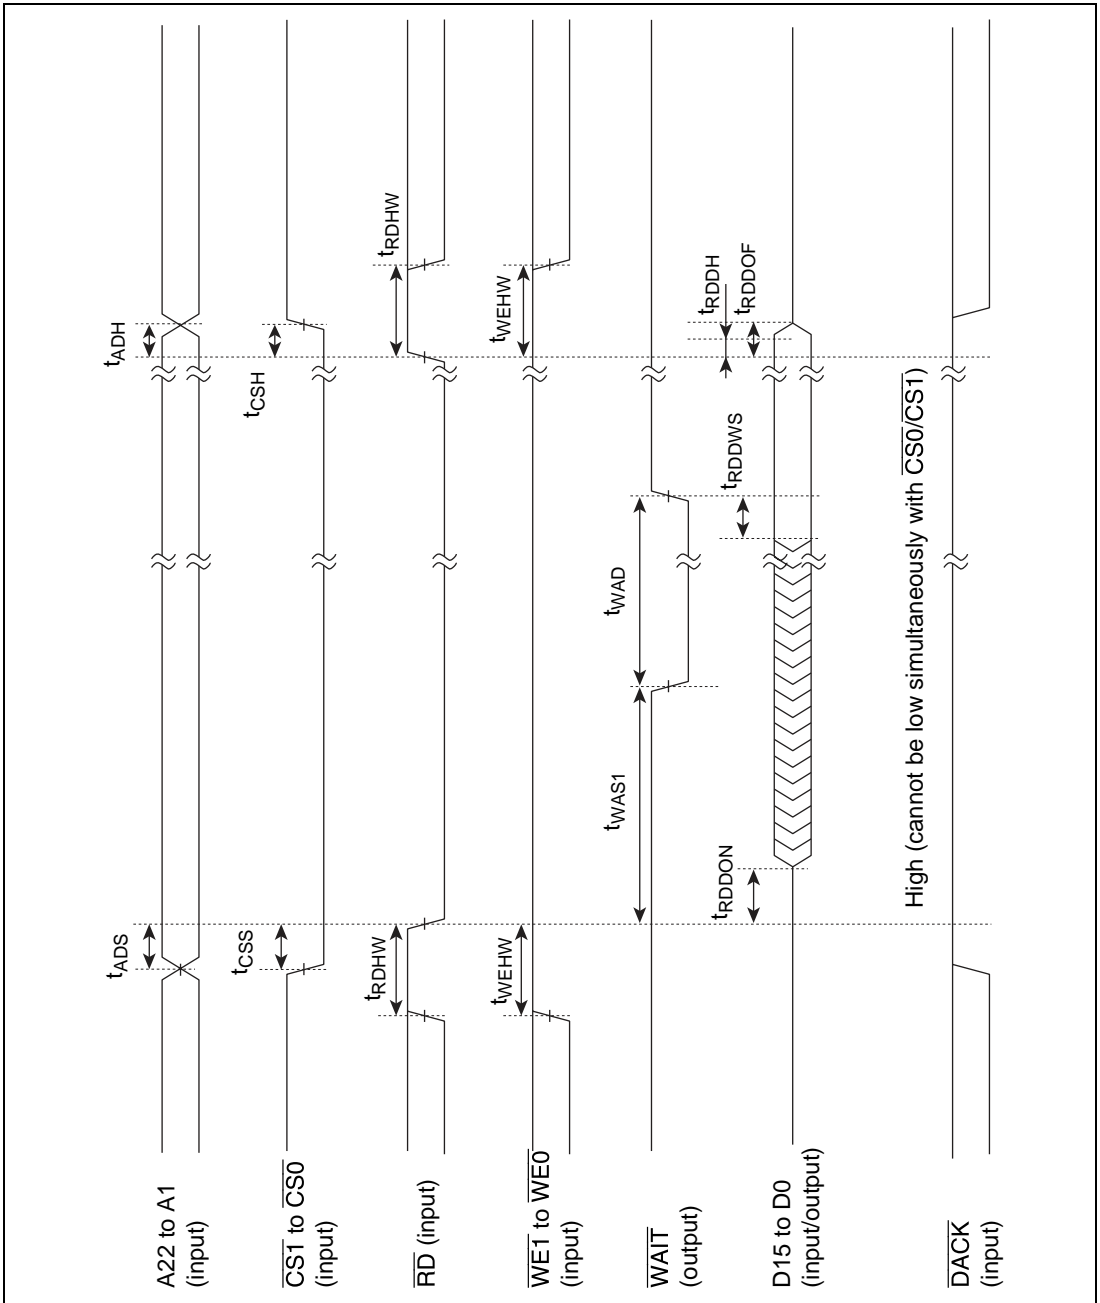 A22 to A1
(input)
tADS
tADH
CS1 to CS0
(input)
tCSS
tCSH
RD (input)
tRDHW
tRDHW
WE1 to WE0
(input)
tWEHW
tWEHW
WAIT
(output)
tWAS1
tWAD
D15 to D0
(input/output)
tRDDON
tRDDWS
tRDDH
tRDDOF
High (cannot be low simultaneously with CS0/CS1)
DACK
(input)